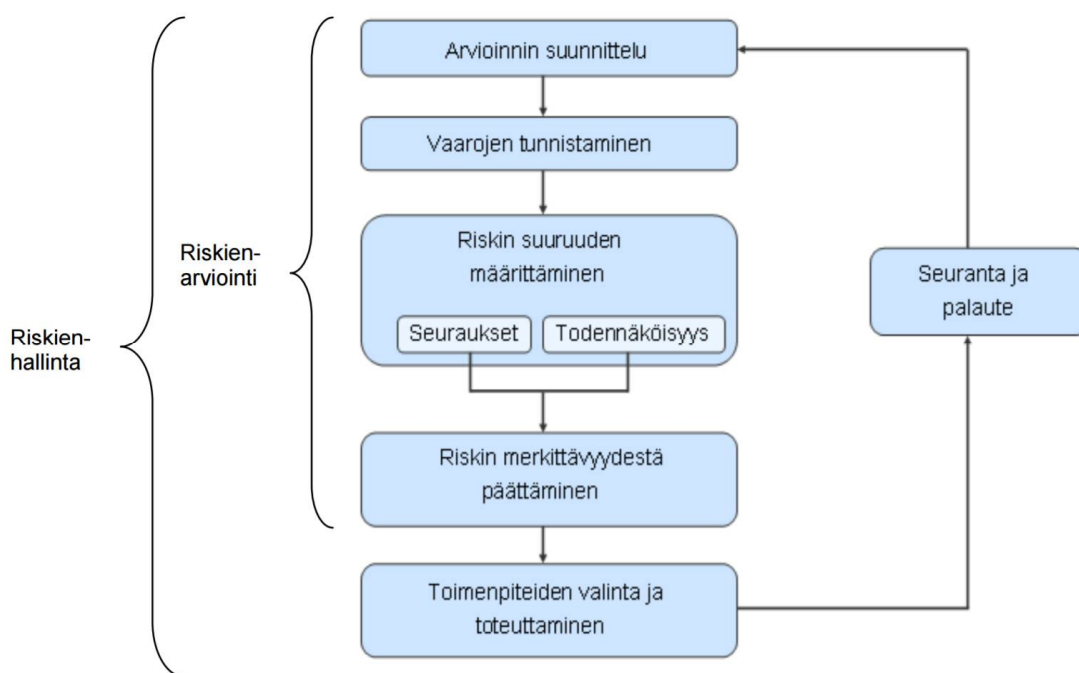 Arvioinnin suunnittelu
Vaarojen tunnistaminen
Riskin suuruuden
määrittäminen
Seuraukset
Todennäköisyys
Riskin merkittävyydestä
päättäminen
Toimenpiteiden valinta ja
toteuttaminen
Seuranta ja
palaute
Riskien-
arviointi
Riskien-
hallinta